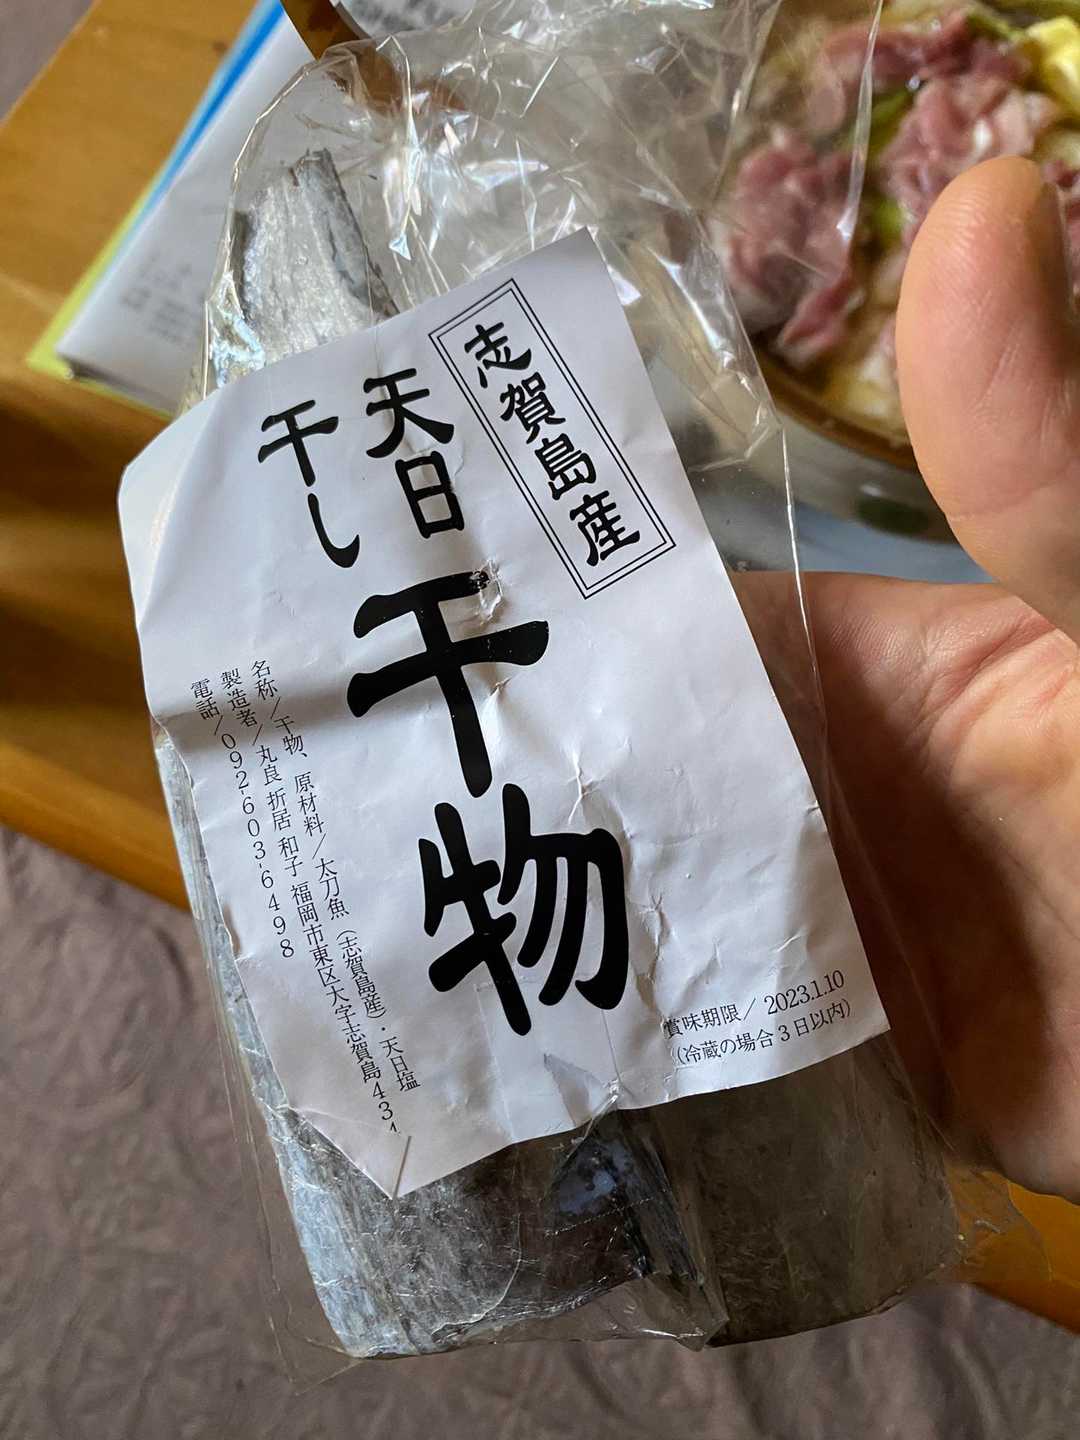 志賀島産
天日
干し
干物
名称／干物、原材料／太刀魚（志賀島産）・天日塩
製造者／丸良 折居 和子 福岡市東区大字志賀島43
電話／092-603-6498
賞味期限／2023.1.10
（冷蔵の場合3日以内）